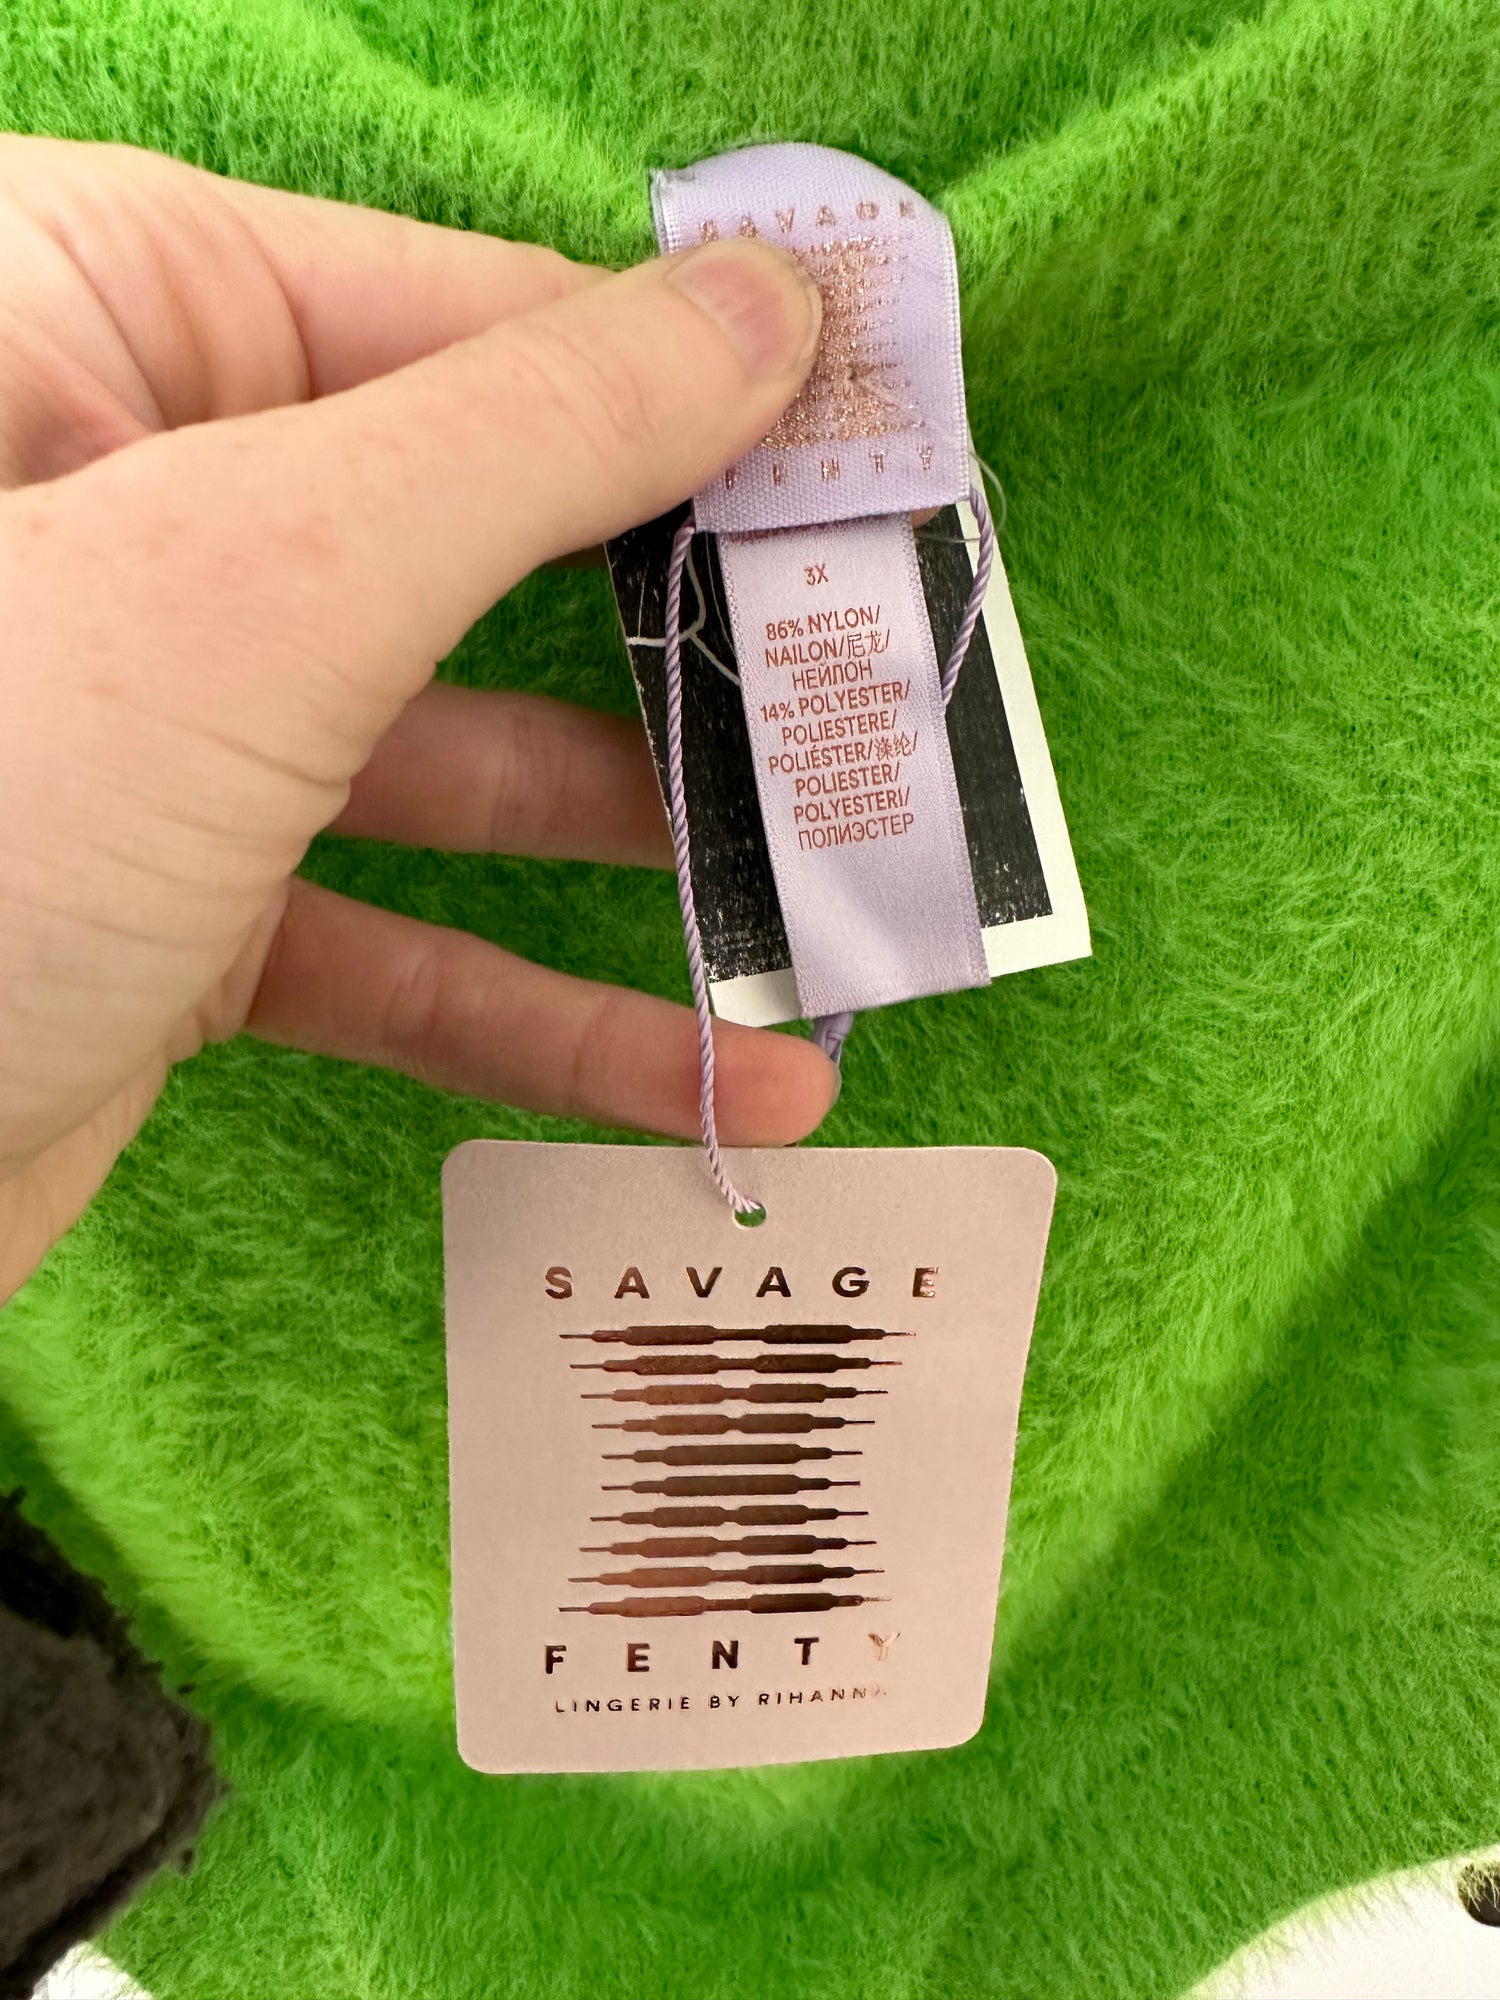 SAVAGE
FENTY
3X
86% NYLON/
NAILON/尼龙/
НЕЙЛОН
14% POLYESTER/
POLIESTERE/
POLIÉSTER/涤纶/
POLIESTER/
POLYESTERI/
ПОЛИЭСТЕР
SAVAGE
FENTY
LINGERIE BY RIHANNA